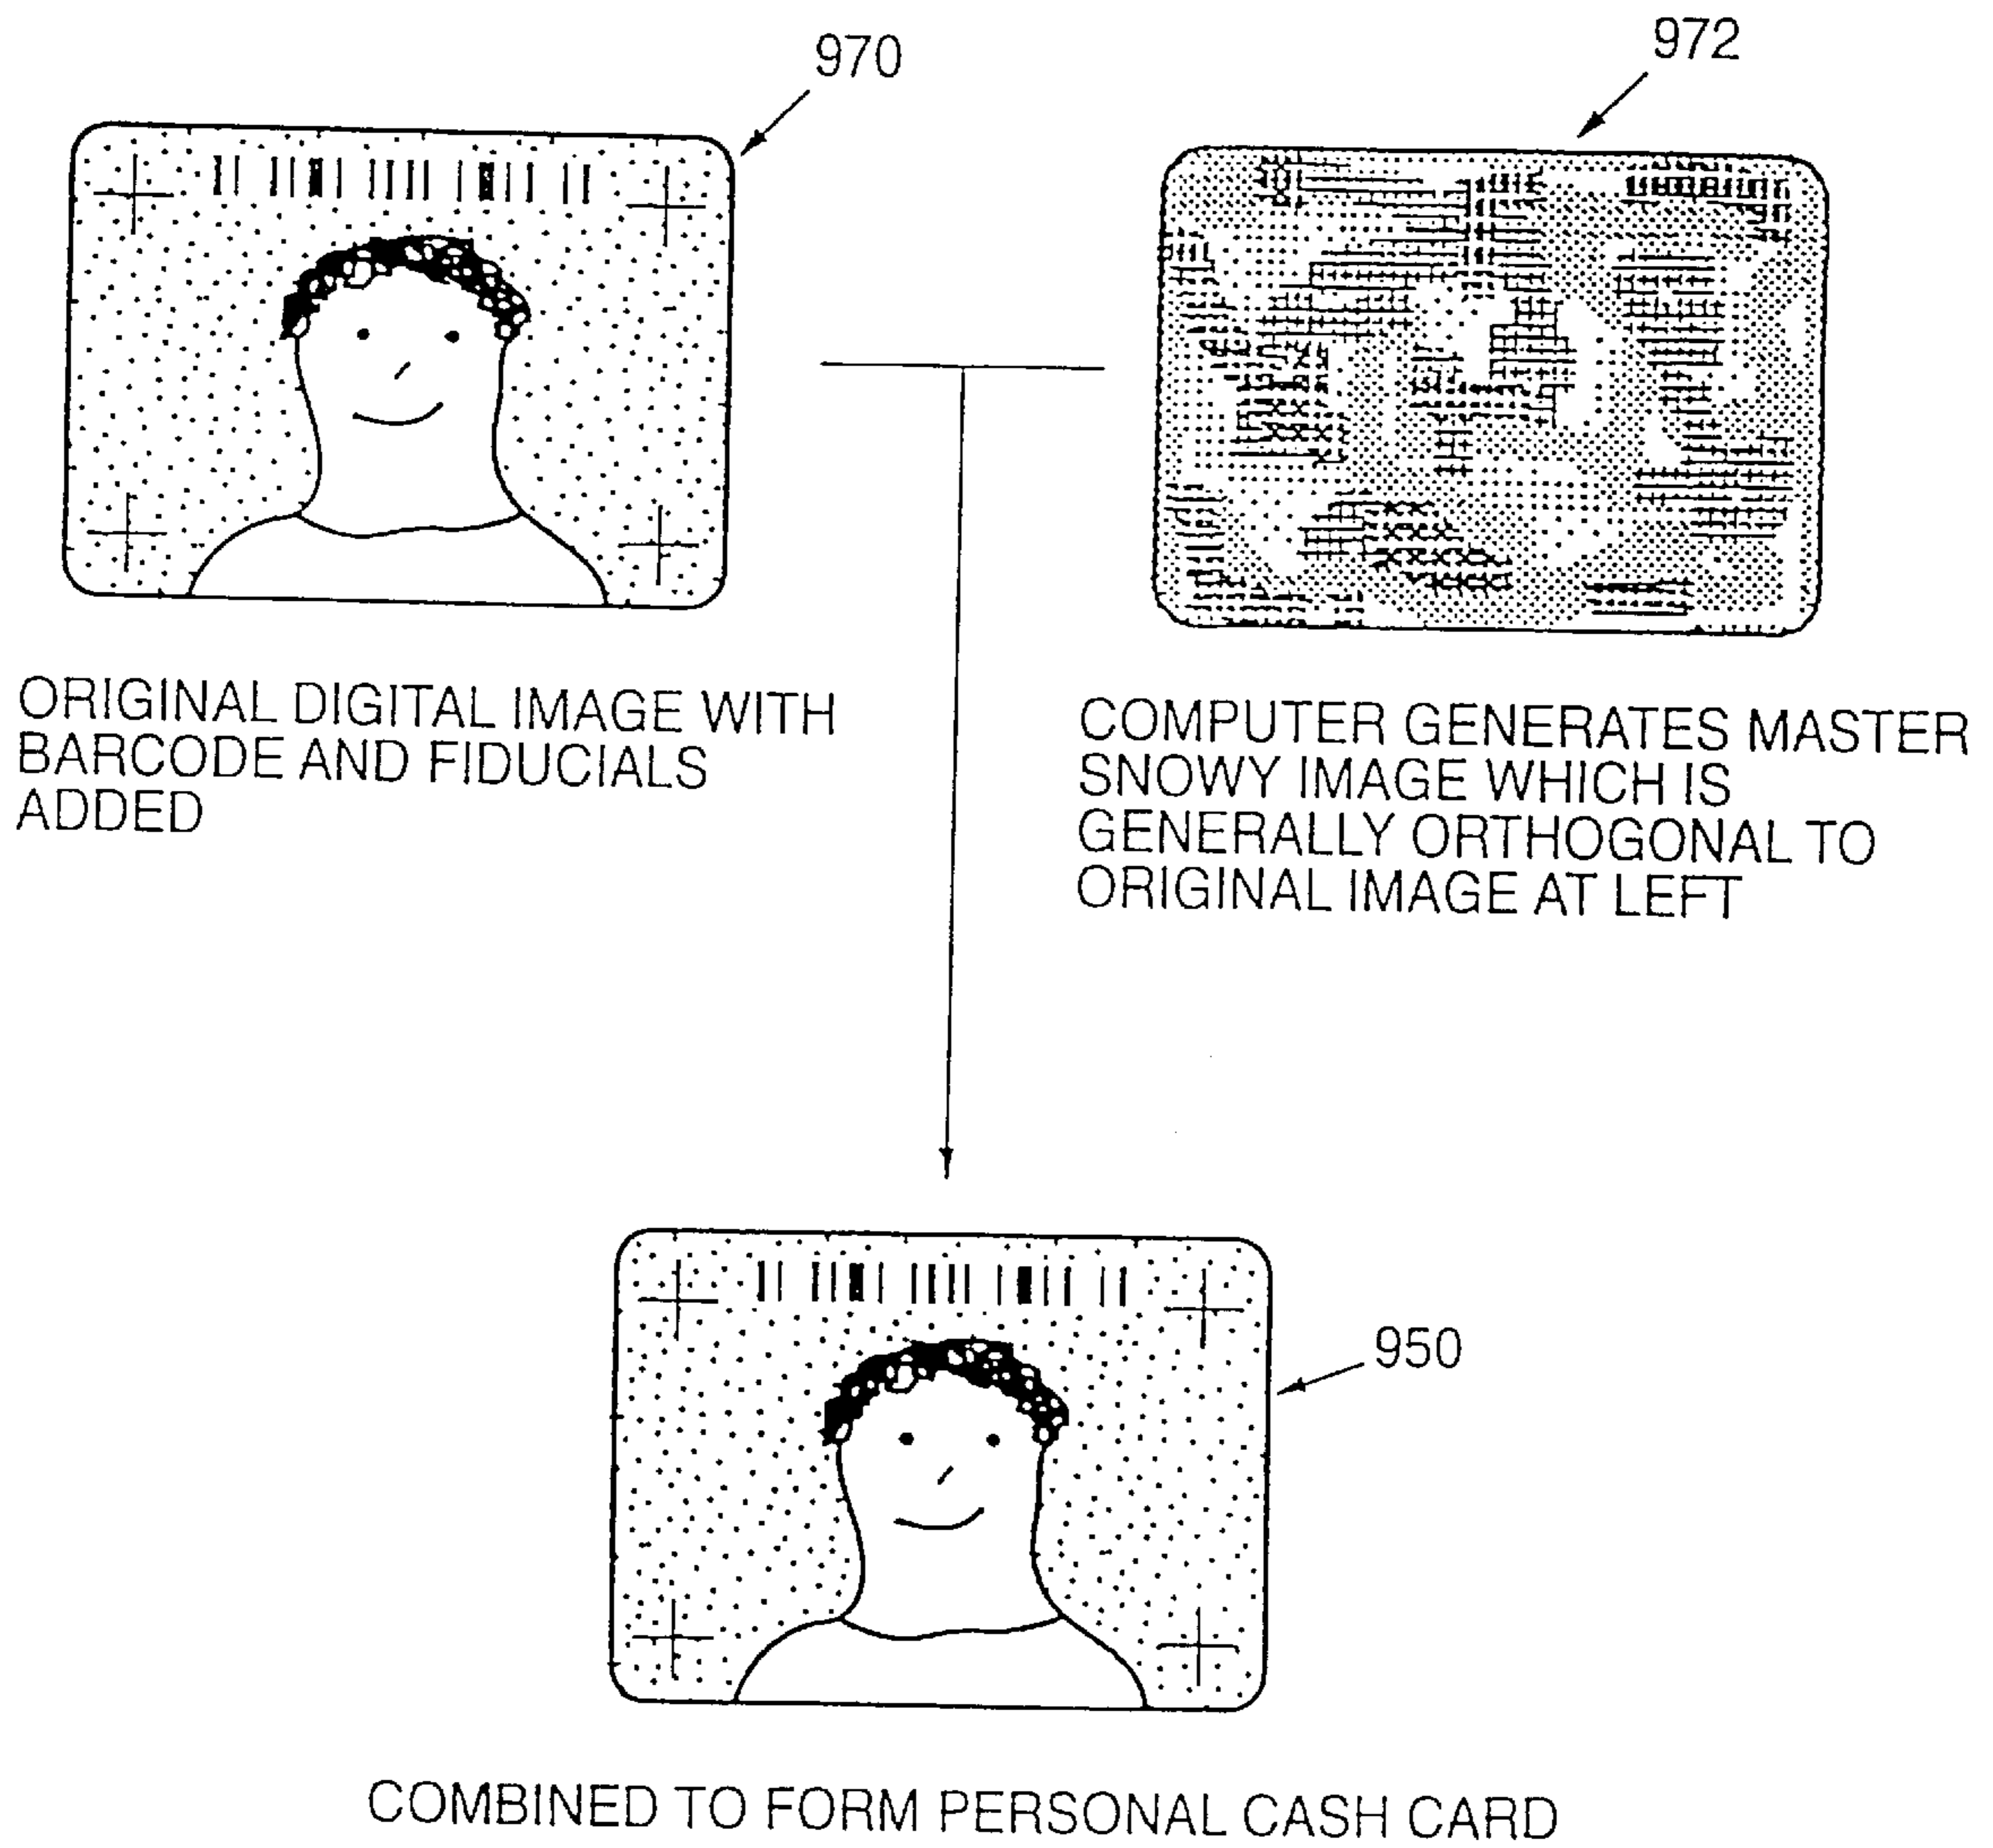 970
972
ORIGINAL DIGITAL IMAGE WITH
BARCODE AND FIDUCIALS
ADDED
COMPUTER GENERATES MASTER
SNOWY IMAGE WHICH IS
GENERALLY ORTHOGONAL TO
ORIGINAL IMAGE AT LEFT
950
COMBINED TO FORM PERSONAL CASH CARD